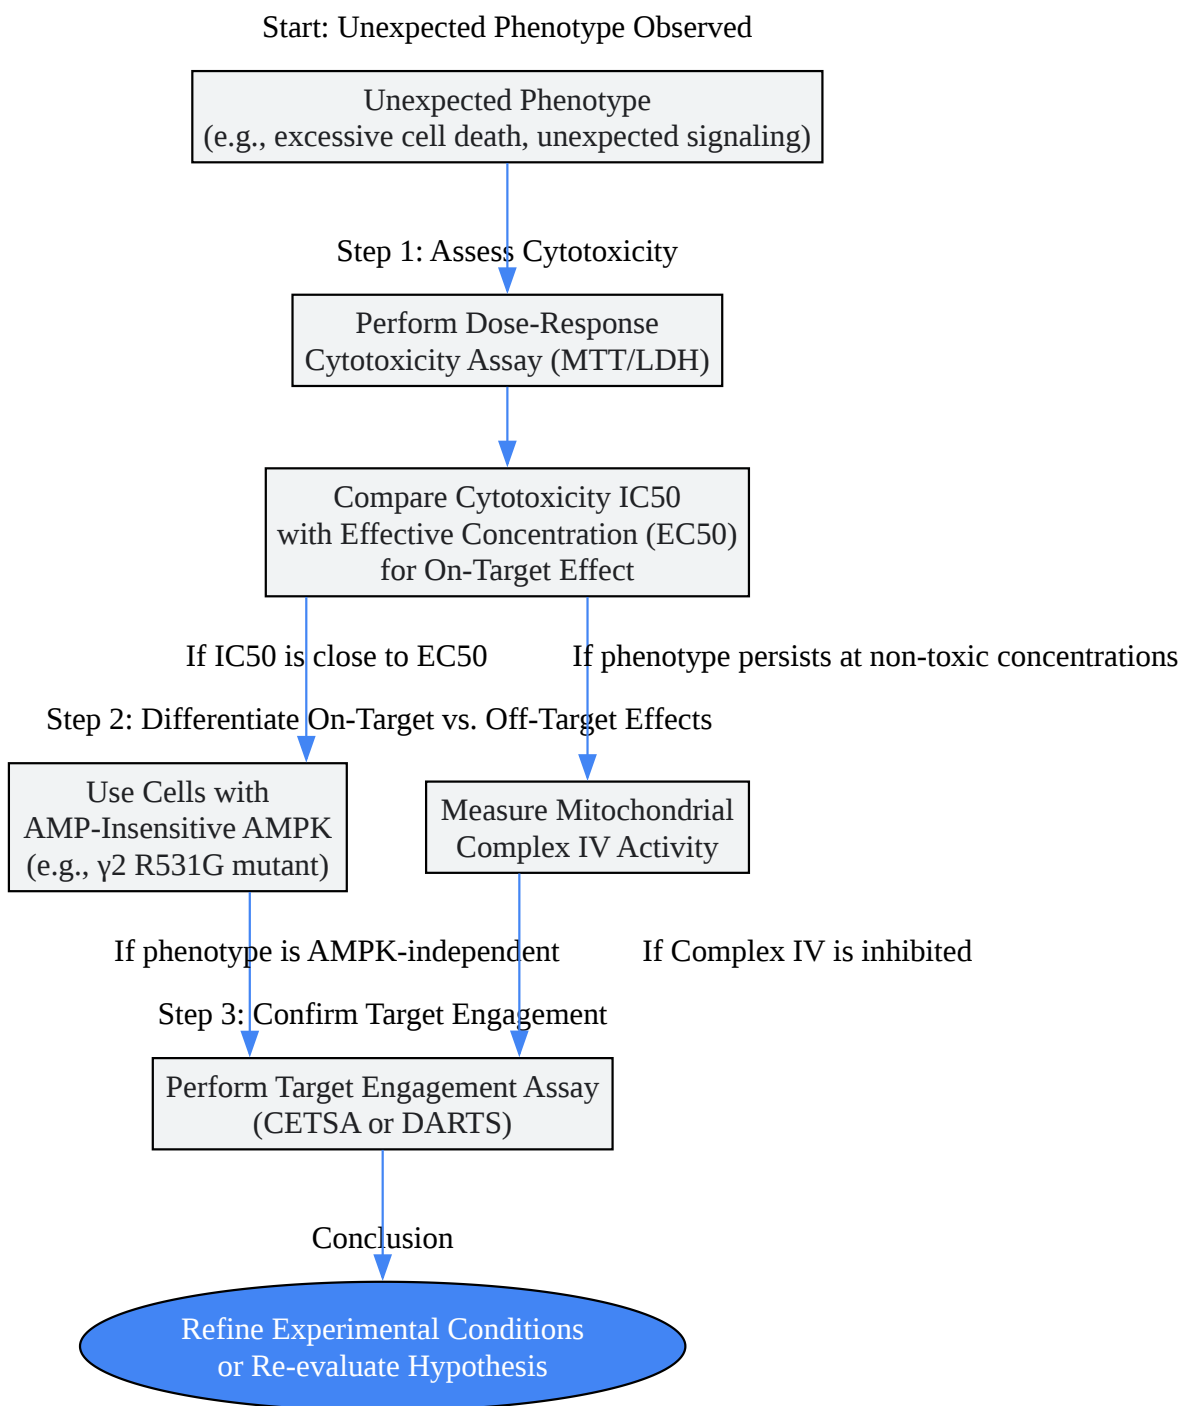 Start: Unexpected Phenotype Observed
Unexpected Phenotype
(e.g., excessive cell death, unexpected signaling)
Step 1: Assess Cytotoxicity
Perform Dose-Response
Cytotoxicity Assay (MTT/LDH)
Compare Cytotoxicity IC50
with Effective Concentration (EC50)
for On-Target Effect
If IC50 is close to EC50
If phenotype persists at non-toxic concentrations
Step 2: Differentiate On-Target vs. Off-Target Effects
Use Cells with
AMP-Insensitive AMPK
(e.g., γ2 R531G mutant)
Measure Mitochondrial
Complex IV Activity
If phenotype is AMPK-independent
If Complex IV is inhibited
Step 3: Confirm Target Engagement
Perform Target Engagement Assay
(CETSA or DARTS)
Conclusion
Refine Experimental Conditions
or Re-evaluate Hypothesis